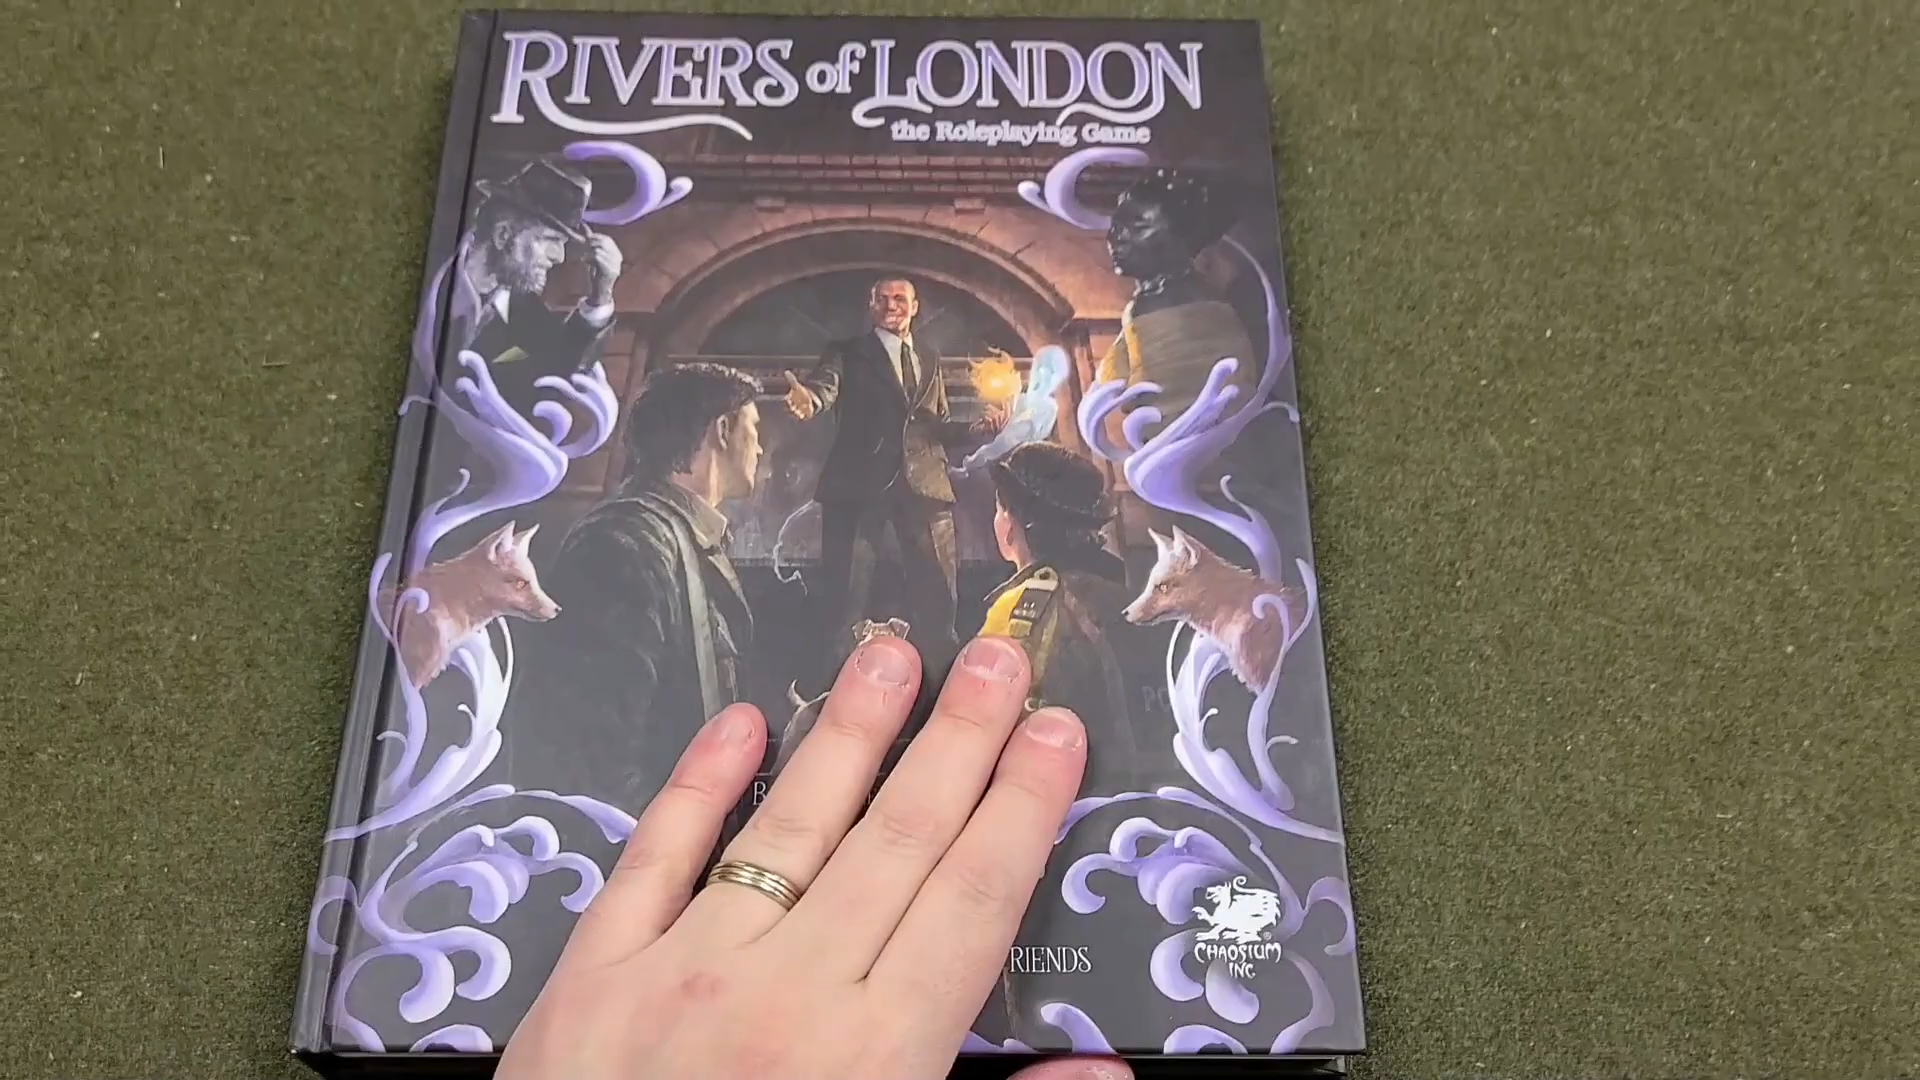 RIVERS of LONDON
the Roleplaying Game
RIENDS
CHAOSIUM
INC.